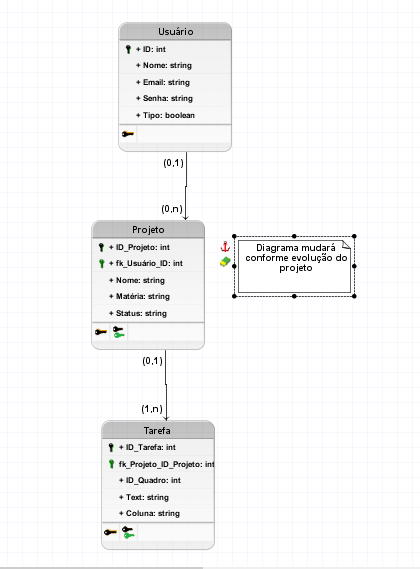 Usuário
+ ID: int
+ Nome: string
+ Email: string
+ Senha: string
+ Tipo: boolean
(0,1)
(0,n)
Projeto
+ ID_Projeto: int
+ fk_Usuário_ID: int
+ Nome: string
+ Matéria: string
+ Status: string
Diagrama mudará
conforme evolução do
projeto
(0,1)
(1,n)
Tarefa
+ ID_Tarefa: int
fk_Projeto_ID_Projeto: int
+ ID_Quadro: int
+ Text: string
+ Coluna: string